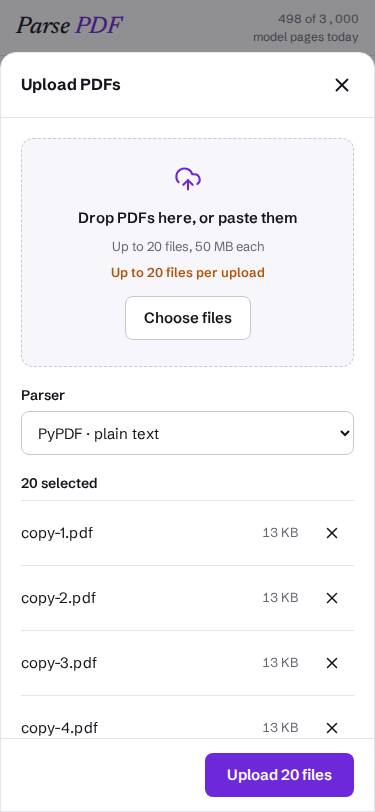 Parse PDF
498 of 3,000
model pages today
Upload PDFs
Drop PDFs here, or paste them
Up to 20 files, 50 MB each
Up to 20 files per upload
Choose files
Parser
PyPDF · plain text
20 selected
copy-1.pdf 13 KB
copy-2.pdf 13 KB
copy-3.pdf 13 KB
copy-4.pdf 13 KB
Upload 20 files